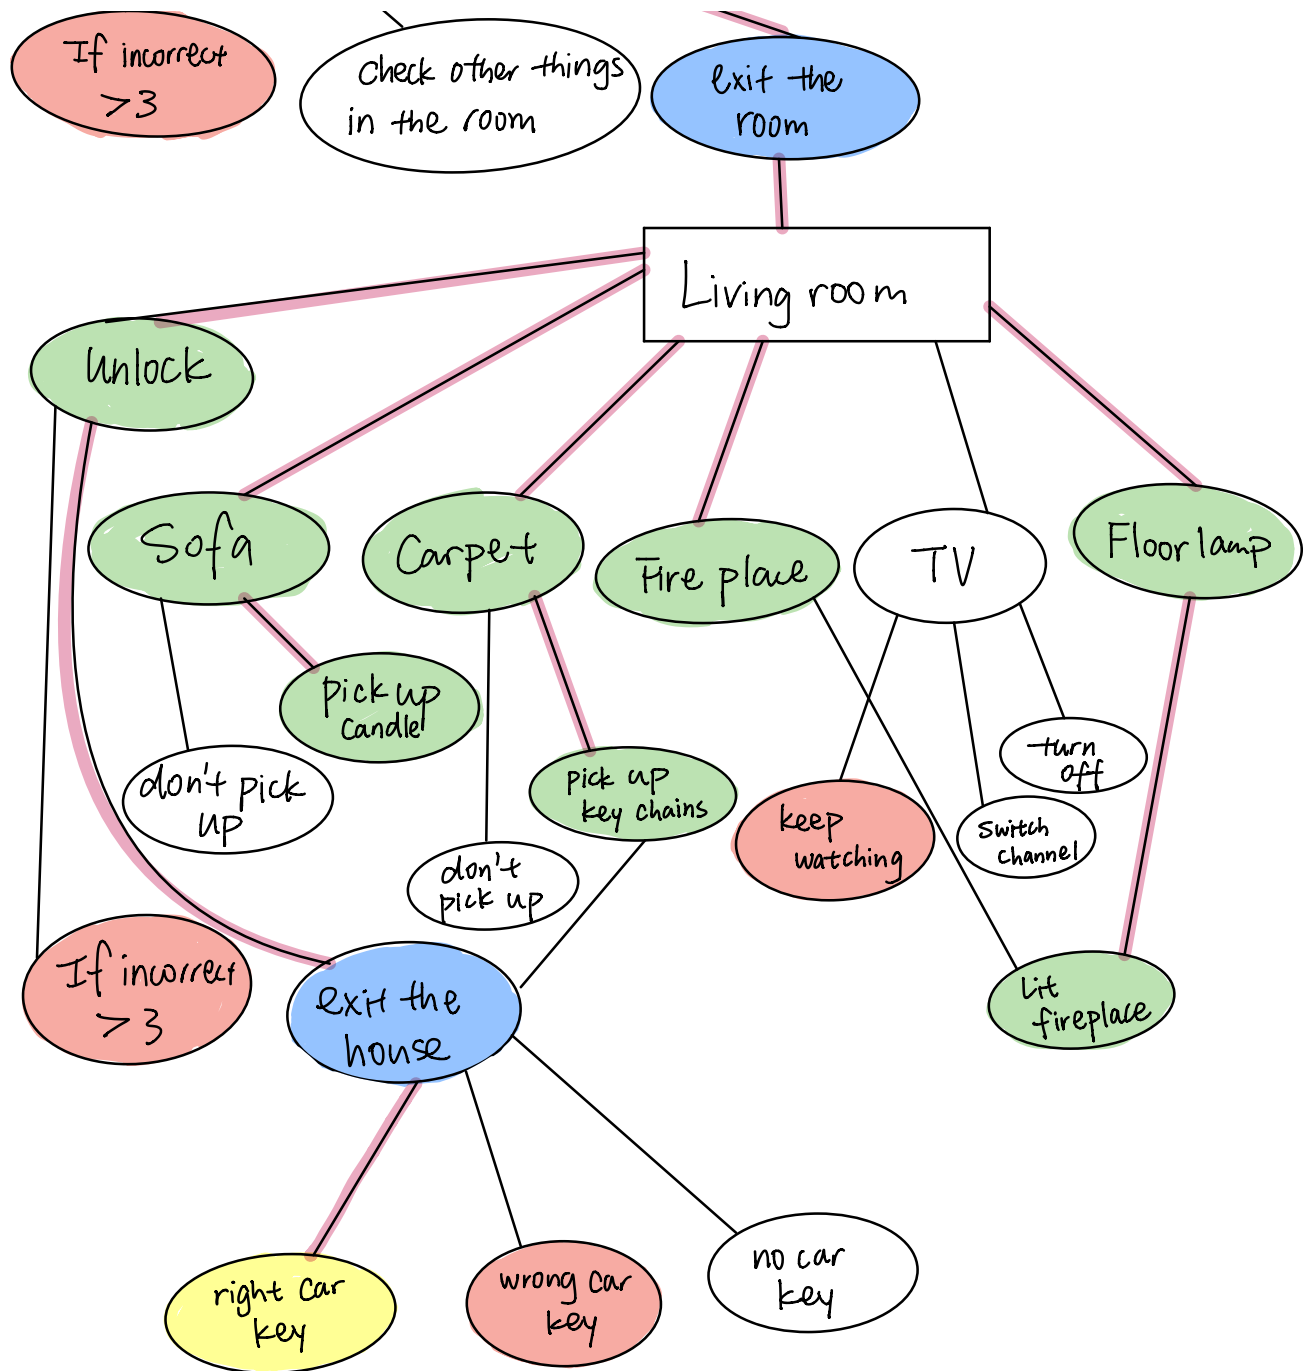 If incorrect
>3
check other things
in the room
exit the
room
Living room
Unlock
Sofa
Carpet
Fire place
TV
Floor lamp
pick up
candle
don't pick
up
pick up
key chains
don't
pick up
keep
watching
turn
off
switch
channel
If incorrect
>3
exit the
house
Lit
fireplace
right car
key
wrong car
key
no car
key